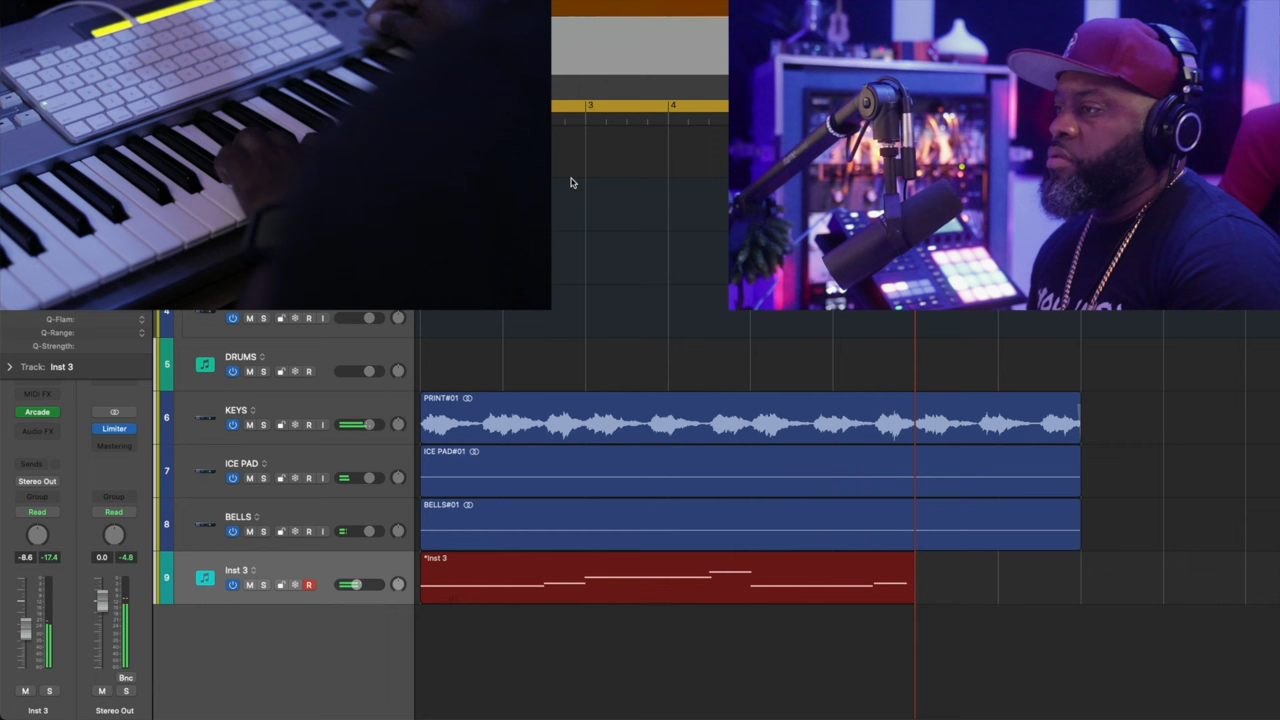 3 4
Q-Flam:
Q-Range:
Q-Strength:
4 M S R I
Track: Inst 3
5 DRUMS
M S R
MIDI FX
Arcade
Limiter
Audio FX
Mastering
Sends
Stereo Out
Group Group
Read Read
-8.6 -17.4 0.0 -4.8
6 KEYS
M S R I
PRINT#01
7 ICE PAD
M S R I
ICE PAD#01
8 BELLS
M S R I
BELLS#01
9 Inst 3
M S R
*Inst 3
Bnc
M S M S
Inst 3 Stereo Out